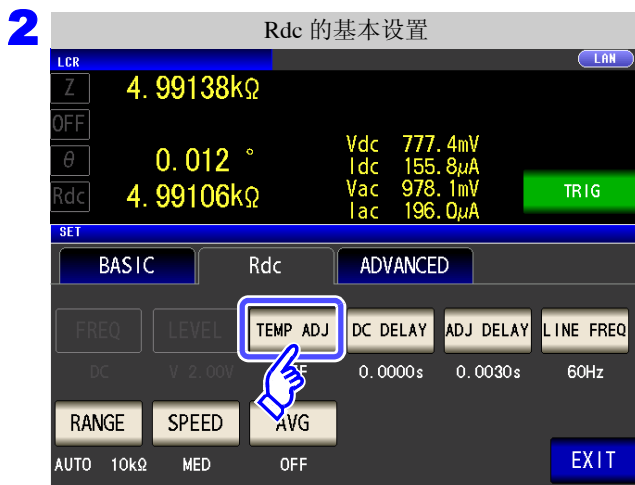 2
Rdc 的基本设置
LCR
LAN
Z 4.99138kΩ
OFF
θ 0.012 °
Rdc 4.99106kΩ
Vdc 777.4mV
Idc 155.8μA
Vac 978.1mV
Iac 196.0μA
TRIG
SET
BASIC Rdc ADVANCED
FREQ LEVEL TEMP ADJ DC DELAY ADJ DELAY LINE FREQ
DC V 2.00V 0.0000s 0.0030s 60Hz
RANGE SPEED AVG
AUTO 10kΩ MED OFF
EXIT